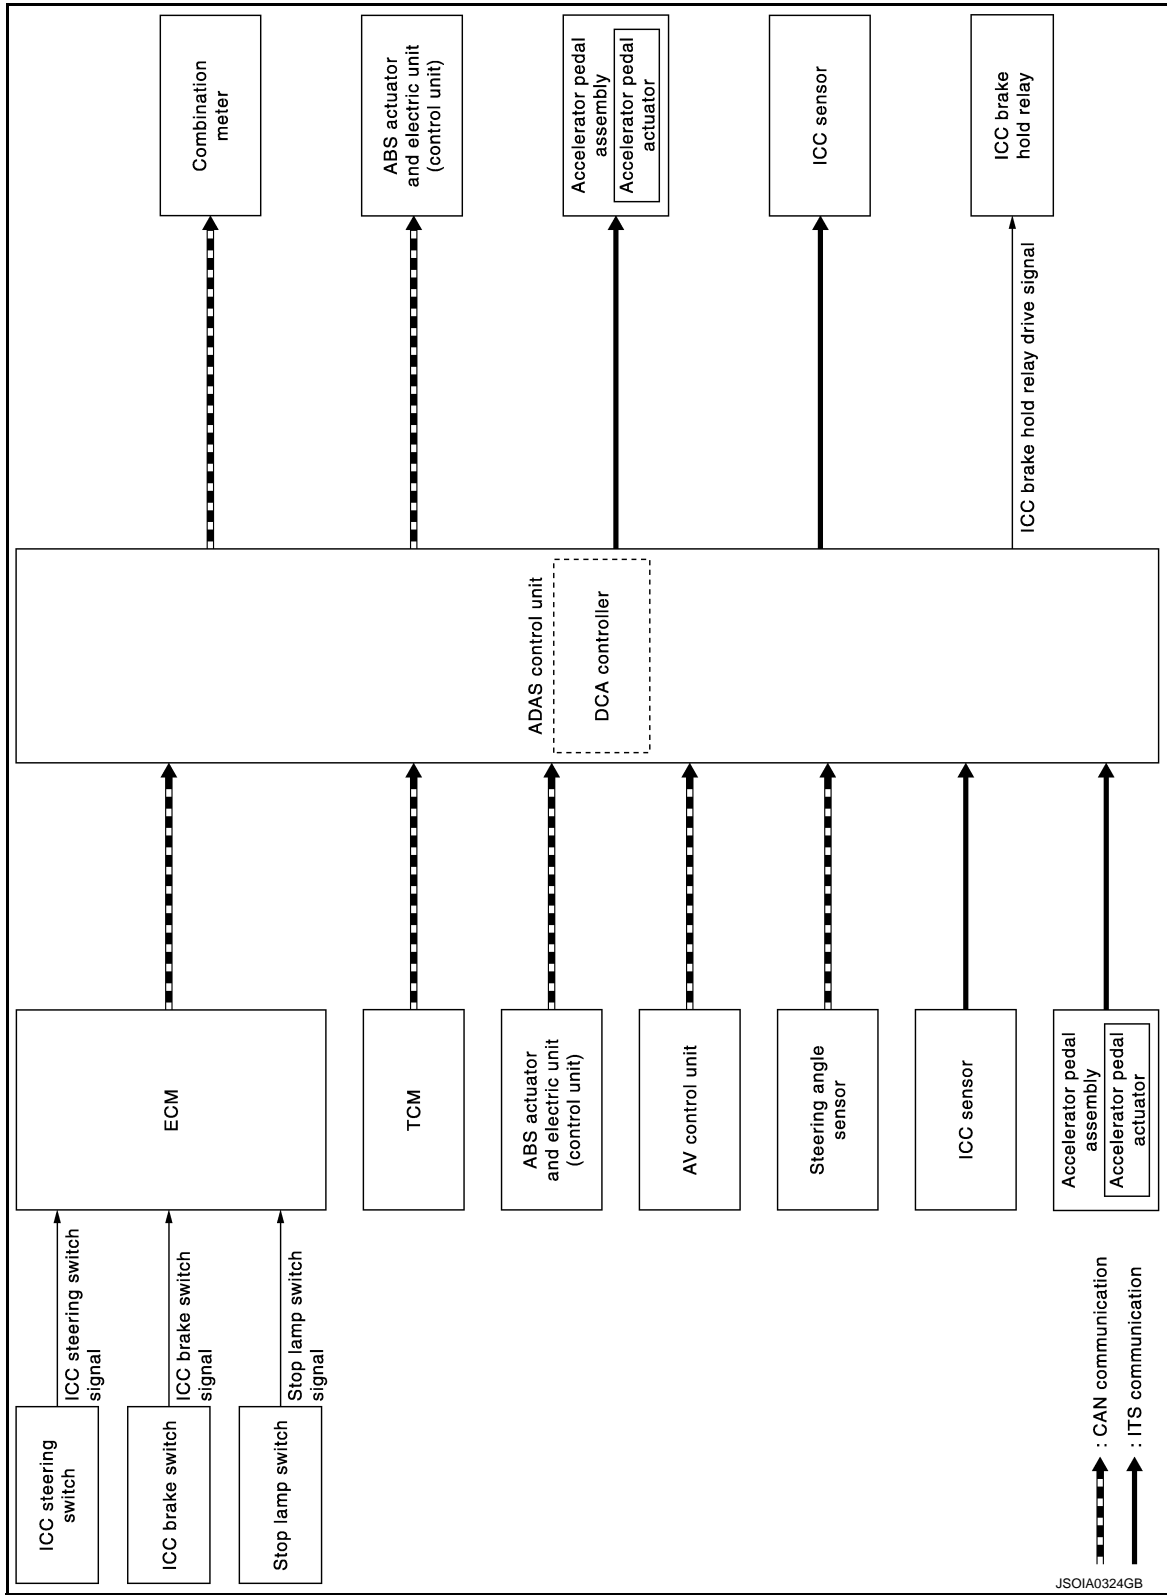 ICC steering
switch
ICC steering switch
signal
ICC brake switch
ICC brake switch
signal
Stop lamp switch
Stop lamp switch
signal
ECM
TCM
ABS actuator
and electric unit
(control unit)
AV control unit
Steering angle
sensor
ICC sensor
Accelerator pedal
assembly
Accelerator pedal
actuator
ADAS control unit
DCA controller
Combination
meter
ABS actuator
and electric unit
(control unit)
Accelerator pedal
assembly
Accelerator pedal
actuator
ICC sensor
ICC brake hold relay drive signal
ICC brake
hold relay
: CAN communication
: ITS communication
JSOIA0324GB